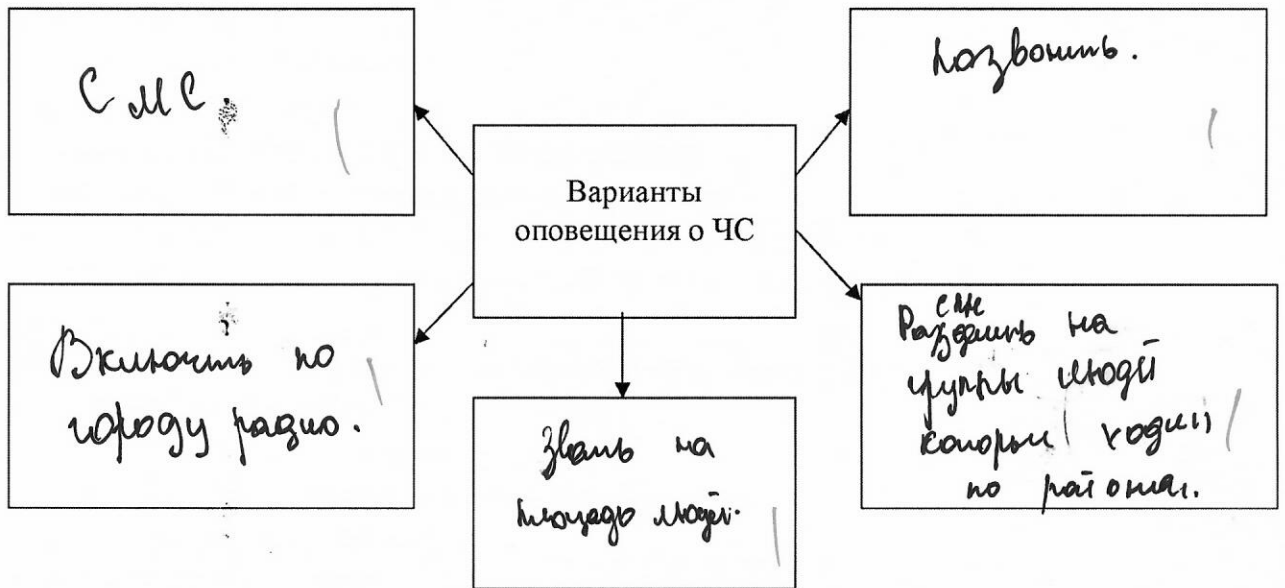 СМС.
позвонить.
Варианты
оповещения о ЧС
Включить по
городу радио.
Звать на
площадь людей.
Разделить на
группы людей
которые ходили
по районам.